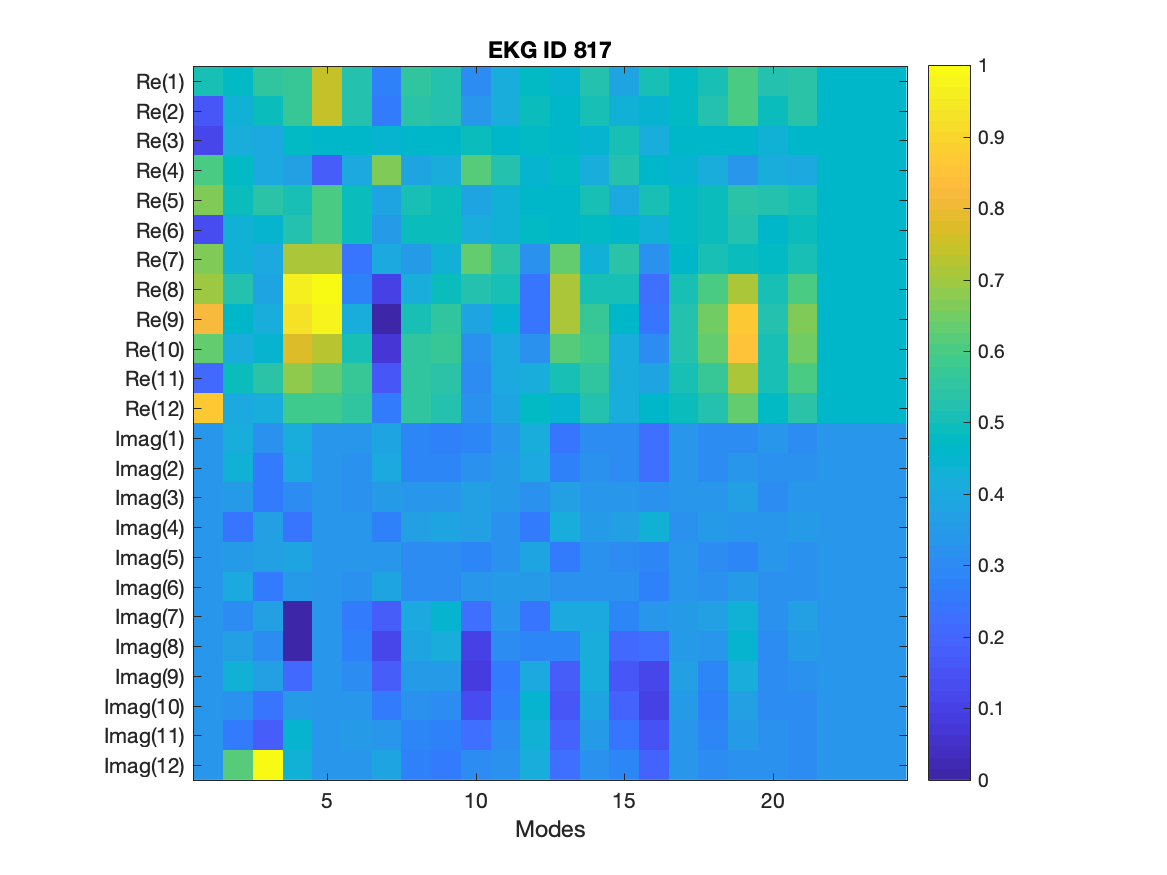 EKG ID 817
Re(1)
Re(2)
Re(3)
Re(4)
Re(5)
Re(6)
Re(7)
Re(8)
Re(9)
Re(10)
Re(11)
Re(12)
Imag(1)
Imag(2)
Imag(3)
Imag(4)
Imag(5)
Imag(6)
Imag(7)
Imag(8)
Imag(9)
Imag(10)
Imag(11)
Imag(12)
5 10 15 20
Modes
1
0.9
0.8
0.7
0.6
0.5
0.4
0.3
0.2
0.1
0